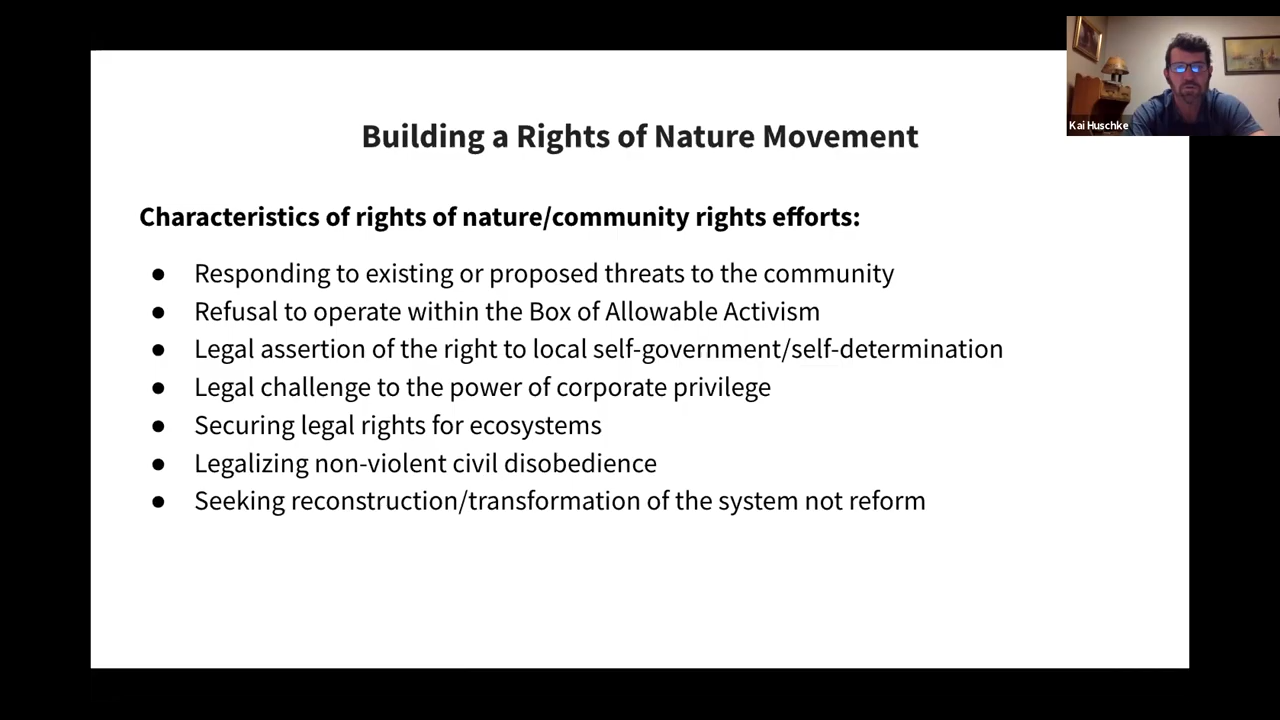 Building a Rights of Nature Movement
Kai Huschke
Characteristics of rights of nature/community rights efforts:
● Responding to existing or proposed threats to the community
● Refusal to operate within the Box of Allowable Activism
● Legal assertion of the right to local self-government/self-determination
● Legal challenge to the power of corporate privilege
● Securing legal rights for ecosystems
● Legalizing non-violent civil disobedience
● Seeking reconstruction/transformation of the system not reform